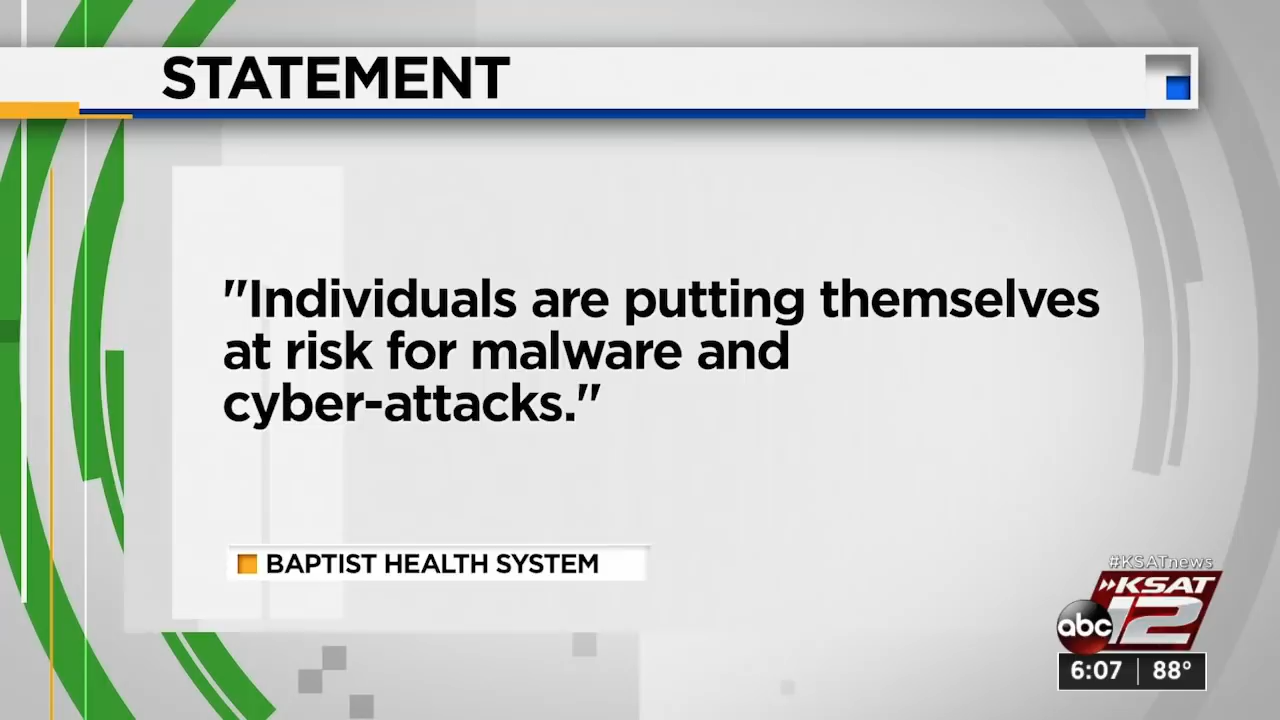 STATEMENT
"Individuals are putting themselves
at risk for malware and
cyber-attacks."
BAPTIST HEALTH SYSTEM
#KSATnews
KSAT
abc 12
6:07 88°